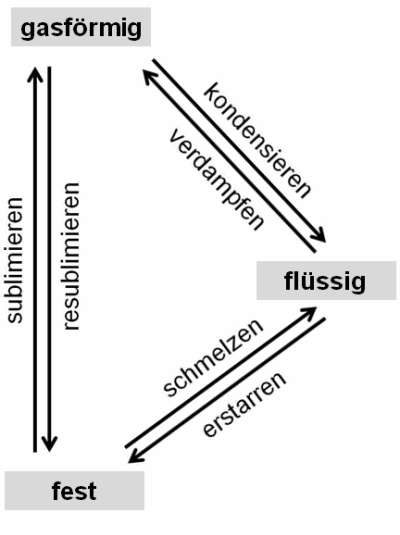 gasförmig
kondensieren
verdampfen
sublimieren
resublimieren
flüssig
schmelzen
erstarren
fest